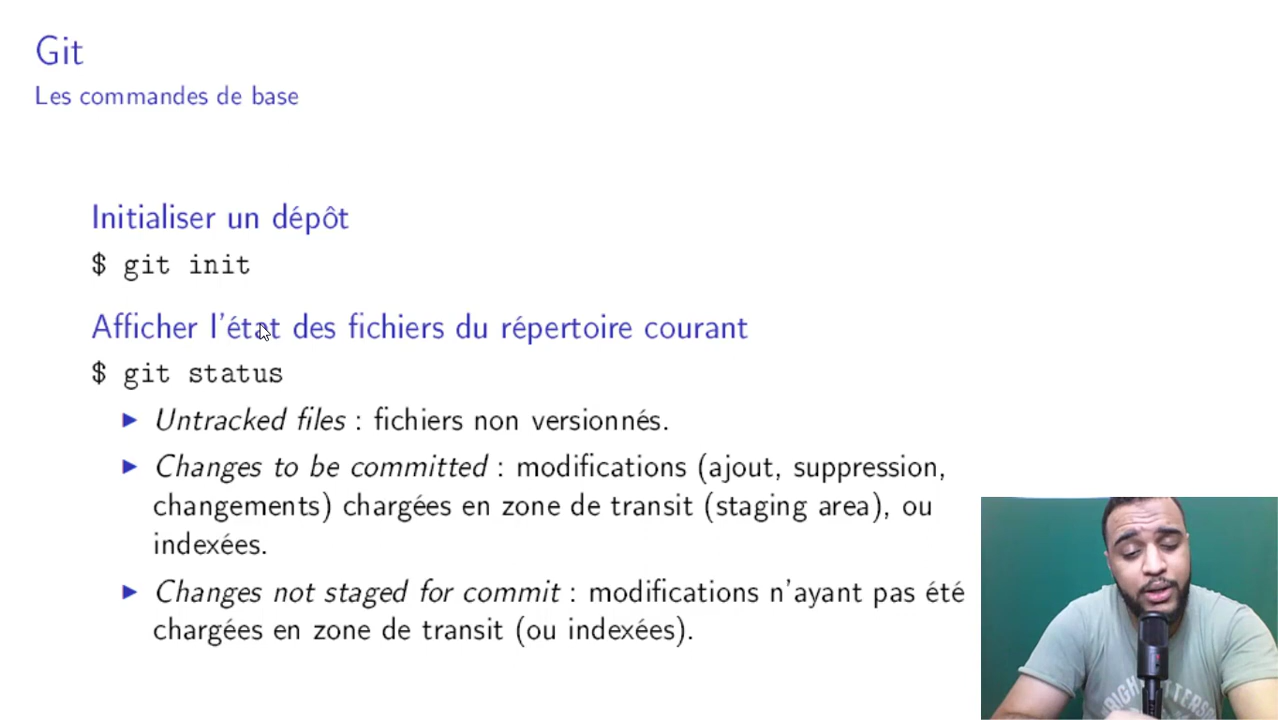 Git
Les commandes de base
Initialiser un dépôt
$ git init
Afficher l'état des fichiers du répertoire courant
$ git status
Untracked files : fichiers non versionnés.
Changes to be committed : modifications (ajout, suppression,
changements) chargées en zone de transit (staging area), ou
indexées.
Changes not staged for commit : modifications n'ayant pas été
chargées en zone de transit (ou indexées).